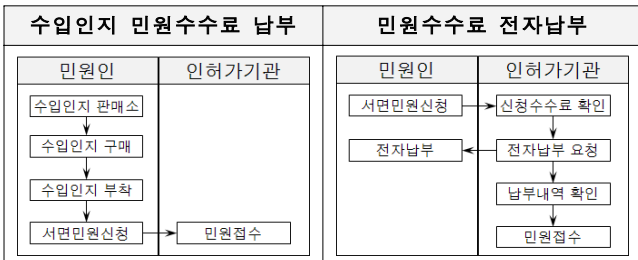 수입인지 민원수수료 납부
민원인 인허가기관
수입인지 판매소
수입인지 구매
수입인지 부착
서면민원신청 민원접수
민원수수료 전자납부
민원인 인허가기관
서면민원신청 신청수수료 확인
전자납부 전자납부 요청
납부내역 확인
민원접수